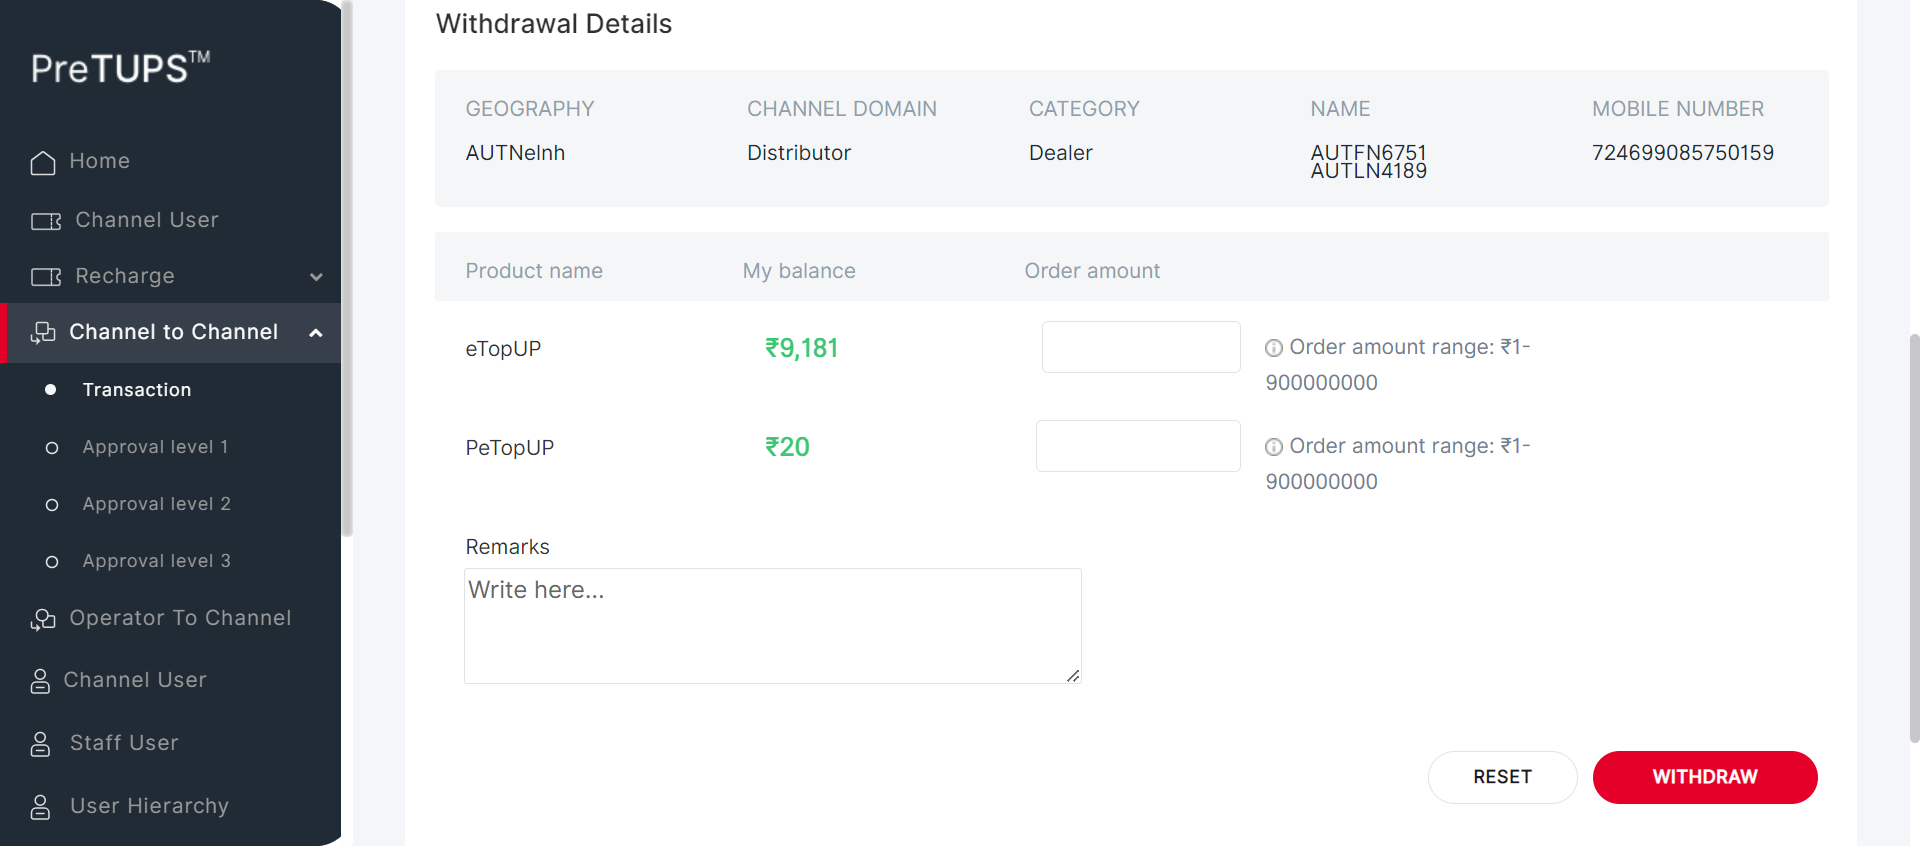 PreTUPS™
Home
Channel User
Recharge
Channel to Channel
Transaction
Approval level 1
Approval level 2
Approval level 3
Operator To Channel
Channel User
Staff User
User Hierarchy
Withdrawal Details
GEOGRAPHY CHANNEL DOMAIN CATEGORY NAME MOBILE NUMBER
AUTNelnh Distributor Dealer AUTFN6751 724699085750159
AUTLN4189
Product name My balance Order amount
eTopUP ₹9,181 Order amount range: ₹1-
900000000
PeTopUP ₹20 Order amount range: ₹1-
900000000
Remarks
Write here...
RESET WITHDRAW